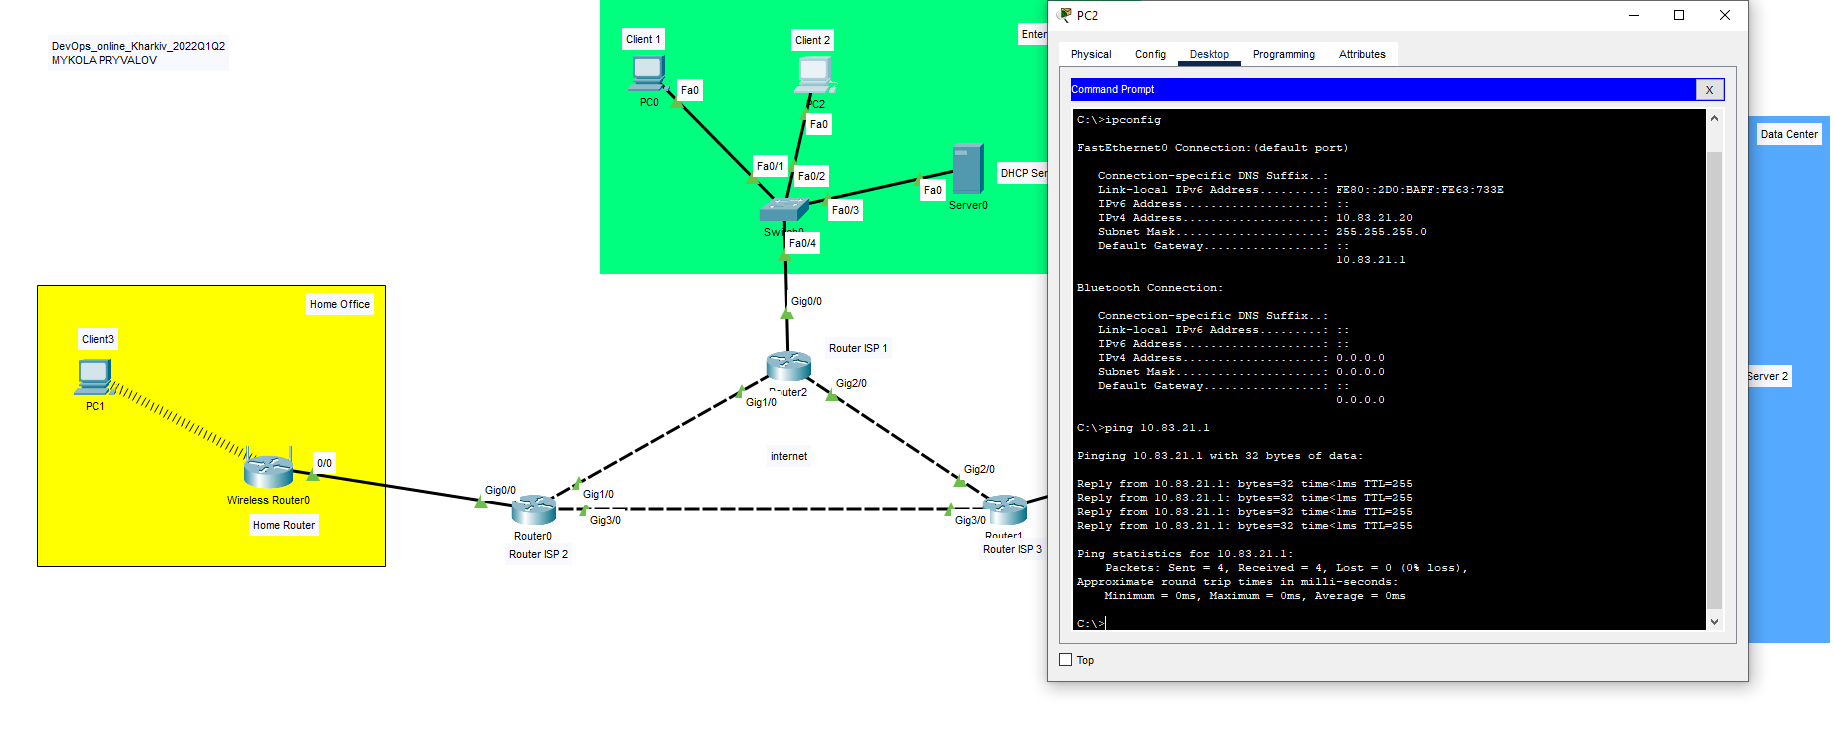 DevOps_online_Kharkiv_2022Q1Q2
MYKOLA PRYVALOV
Client 1
PC0
Fa0
Client 2
PC2
Fa0
Fa0/1
Fa0/2
Fa0
Server0
Fa0/3
Fa0/4
Gig0/0
Router ISP 1
Router2
Gig1/0
Gig2/0
internet
Home Office
Client3
PC1
0/0
Wireless Router0
Home Router
Gig0/0
Gig1/0
Gig3/0
Router0
Router ISP 2
Gig2/0
Gig3/0
Router1
Router ISP 3
PC2
Physical
Config
Desktop
Programming
Attributes
Command Prompt
X
C:\>ipconfig
FastEthernet0 Connection:(default port)
Connection-specific DNS Suffix..:
Link-local IPv6 Address.........: FE80::2D0:BAFF:FE63:733E
IPv6 Address....................: ::
IPv4 Address....................: 10.83.21.20
Subnet Mask.....................: 255.255.255.0
Default Gateway.................: ::
10.83.21.1
Bluetooth Connection:
Connection-specific DNS Suffix..:
Link-local IPv6 Address.........: ::
IPv6 Address....................: ::
IPv4 Address....................: 0.0.0.0
Subnet Mask.....................: 0.0.0.0
Default Gateway.................: ::
0.0.0.0
C:\>ping 10.83.21.1
Pinging 10.83.21.1 with 32 bytes of data:
Reply from 10.83.21.1: bytes=32 time<1ms TTL=255
Reply from 10.83.21.1: bytes=32 time<1ms TTL=255
Reply from 10.83.21.1: bytes=32 time<1ms TTL=255
Reply from 10.83.21.1: bytes=32 time<1ms TTL=255
Ping statistics for 10.83.21.1:
Packets: Sent = 4, Received = 4, Lost = 0 (0% loss),
Approximate round trip times in milli-seconds:
Minimum = 0ms, Maximum = 0ms, Average = 0ms
C:\>
Top
Data Center
Server 2